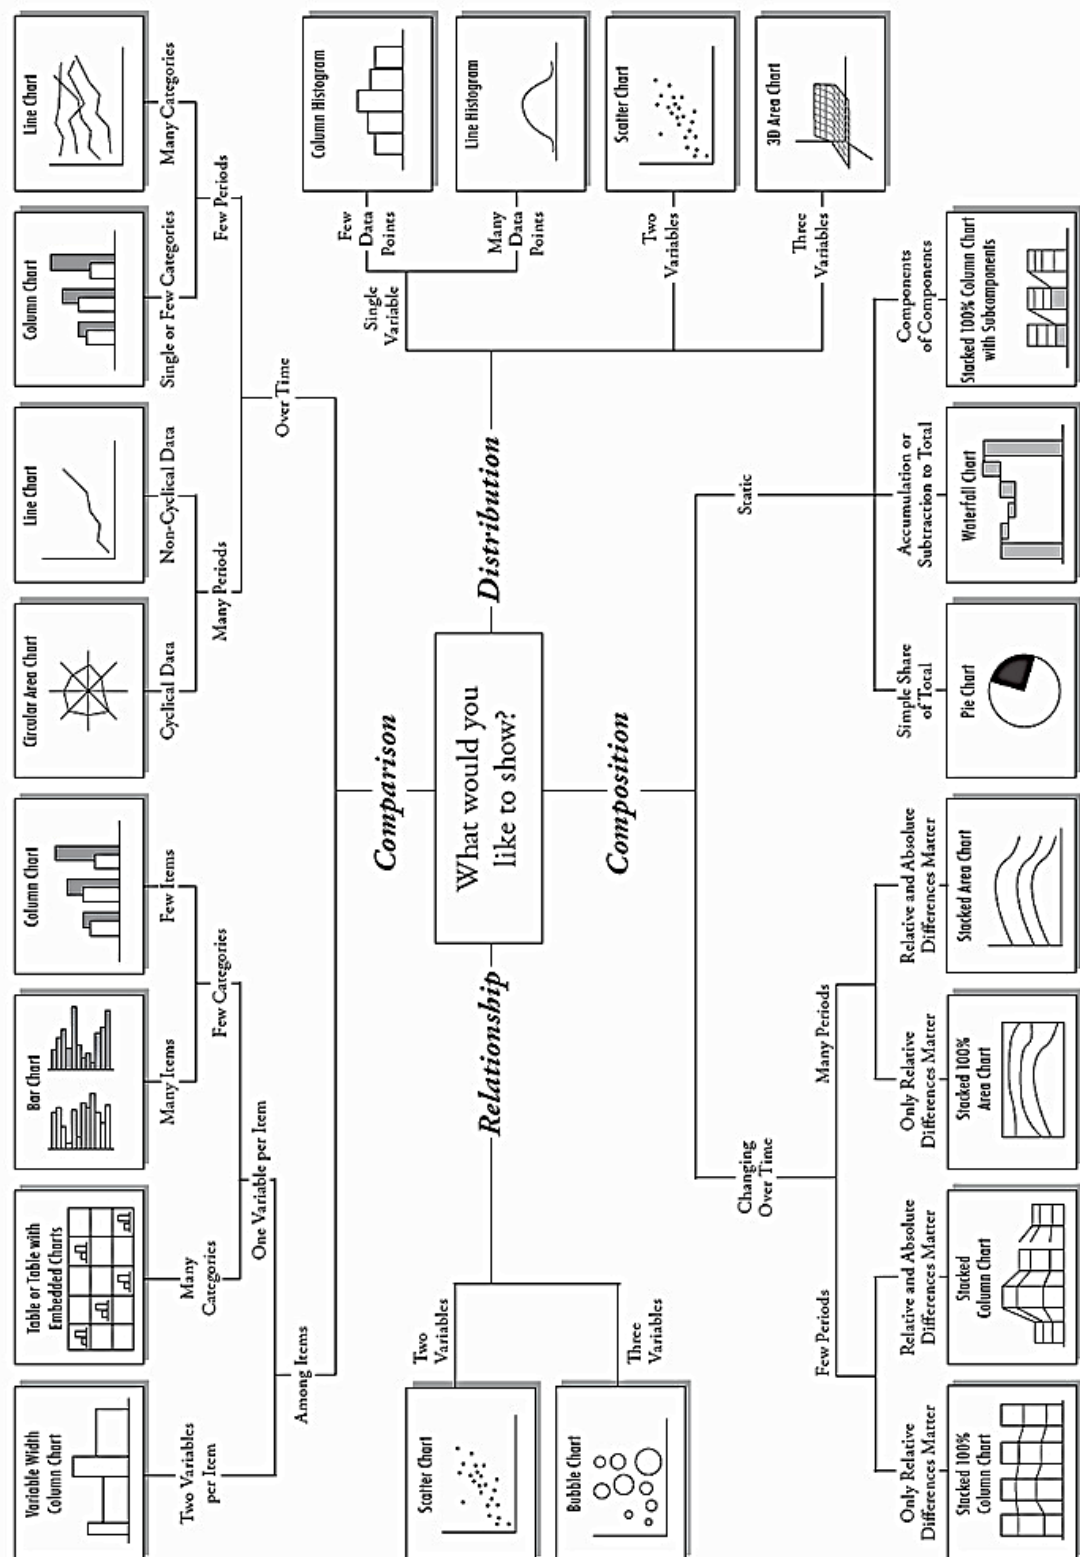 Variable Width
Column Chart
Table or Table with
Embedded Charts
Bar Chart
Column Chart
Circular Area Chart
Line Chart
Column Chart
Line Chart
Two Variables
per Item
Many
Categories
Many Items
Few Items
Cyclical Data
Non-Cyclical Data
Single or Few Categories
Many Categories
Few Categories
Many Periods
Few Periods
One Variable per Item
Among Items
Over Time
Comparison
What would you
like to show?
Relationship
Two
Variables
Scatter Chart
Three
Variables
Bubble Chart
Distribution
Single
Variable
Few
Data
Points
Column Histogram
Many
Data
Points
Line Histogram
Two
Variables
Scatter Chart
Three
Variables
3D Area Chart
Composition
Changing
Over Time
Static
Few Periods
Many Periods
Only Relative
Differences Matter
Relative and Absolute
Differences Matter
Only Relative
Differences Matter
Relative and Absolute
Differences Matter
Simple Share
of Total
Accumulation or
Subtraction to Total
Components
of Components
Stacked 100%
Column Chart
Stacked
Column Chart
Stacked 100%
Area Chart
Stacked Area Chart
Pie Chart
Waterfall Chart
Stacked 100% Column Chart
with Subcomponents